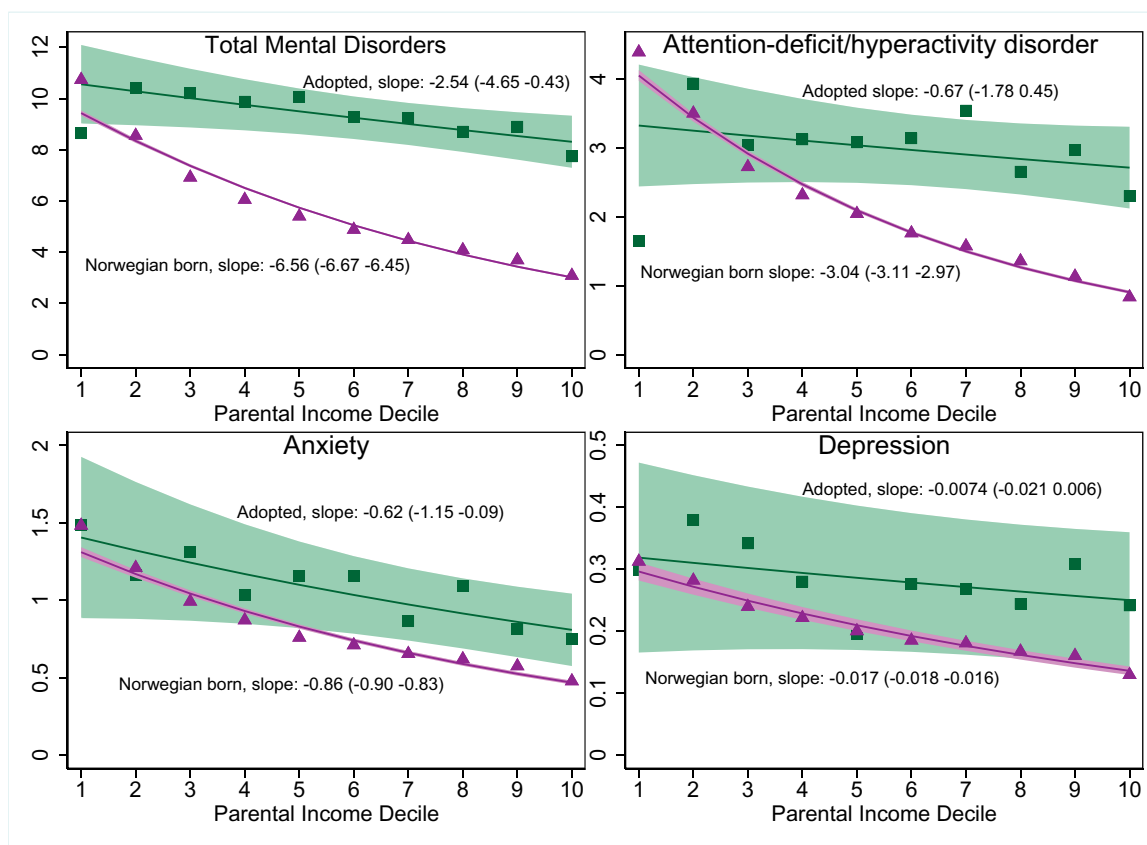 Total Mental Disorders
Adopted, slope: -2.54 (-4.65 -0.43)
Norwegian born, slope: -6.56 (-6.67 -6.45)
12
10
8
6
4
2
0
1 2 3 4 5 6 7 8 9 10
Parental Income Decile
Attention-deficit/hyperactivity disorder
Adopted slope: -0.67 (-1.78 0.45)
Norwegian born slope: -3.04 (-3.11 -2.97)
4
3
2
1
0
1 2 3 4 5 6 7 8 9 10
Parental Income Decile
Anxiety
Adopted, slope: -0.62 (-1.15 -0.09)
Norwegian born, slope: -0.86 (-0.90 -0.83)
2
1.5
1
0.5
0
1 2 3 4 5 6 7 8 9 10
Parental Income Decile
Depression
Adopted, slope: -0.0074 (-0.021 0.006)
Norwegian born, slope: -0.017 (-0.018 -0.016)
0.5
0.4
0.3
0.2
0.1
0
1 2 3 4 5 6 7 8 9 10
Parental Income Decile